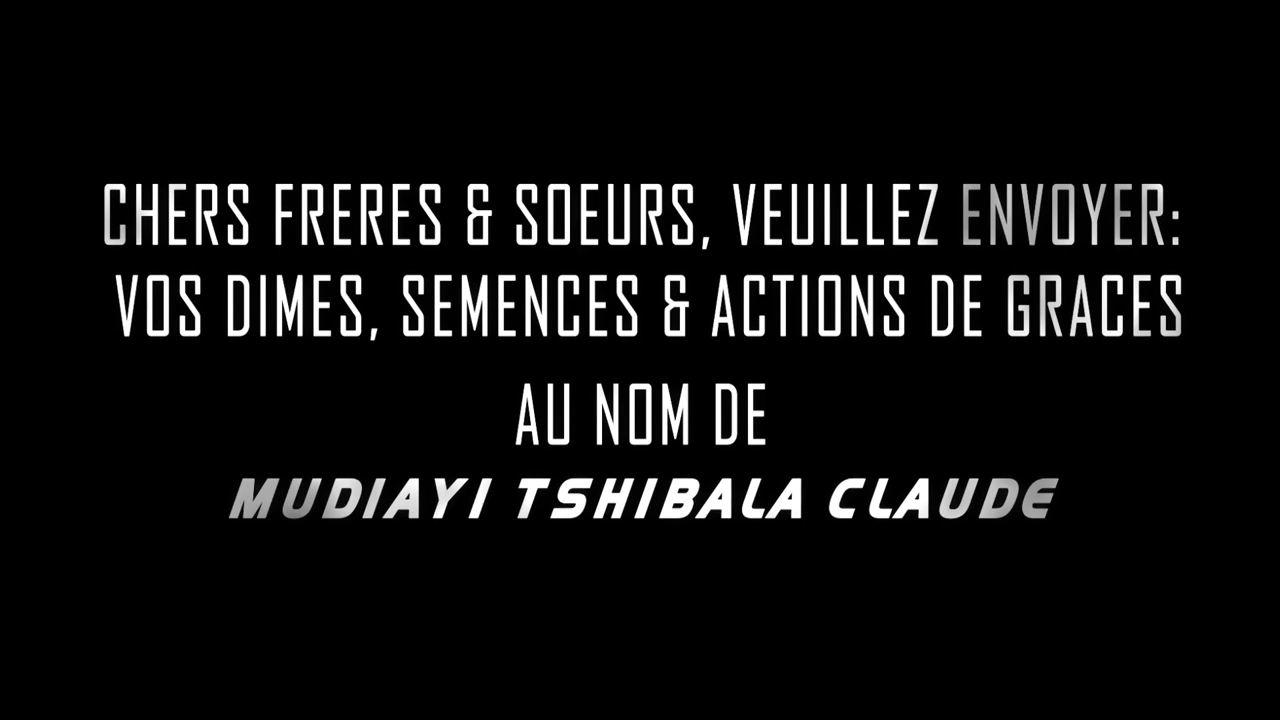 CHERS FRERES & SOEURS, VEUILLEZ ENVOYER:
VOS DIMES, SEMENCES & ACTIONS DE GRACES
AU NOM DE
MUDIAYI TSHIBALA CLAUDE